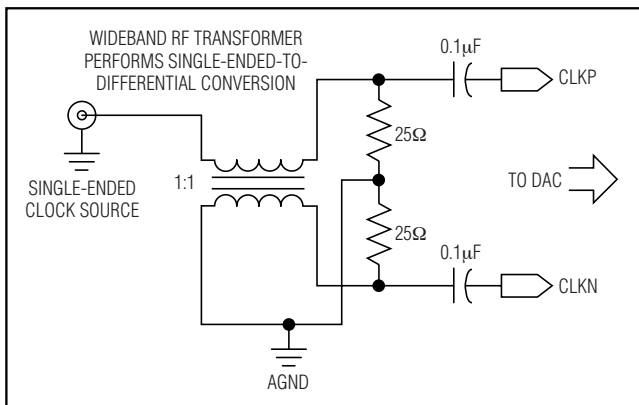 WIDEBAND RF TRANSFORMER
PERFORMS SINGLE-ENDED-TO-
DIFFERENTIAL CONVERSION
0.1µF
CLKP
25Ω
SINGLE-ENDED
CLOCK SOURCE
1:1
TO DAC
25Ω
0.1µF
CLKN
AGND